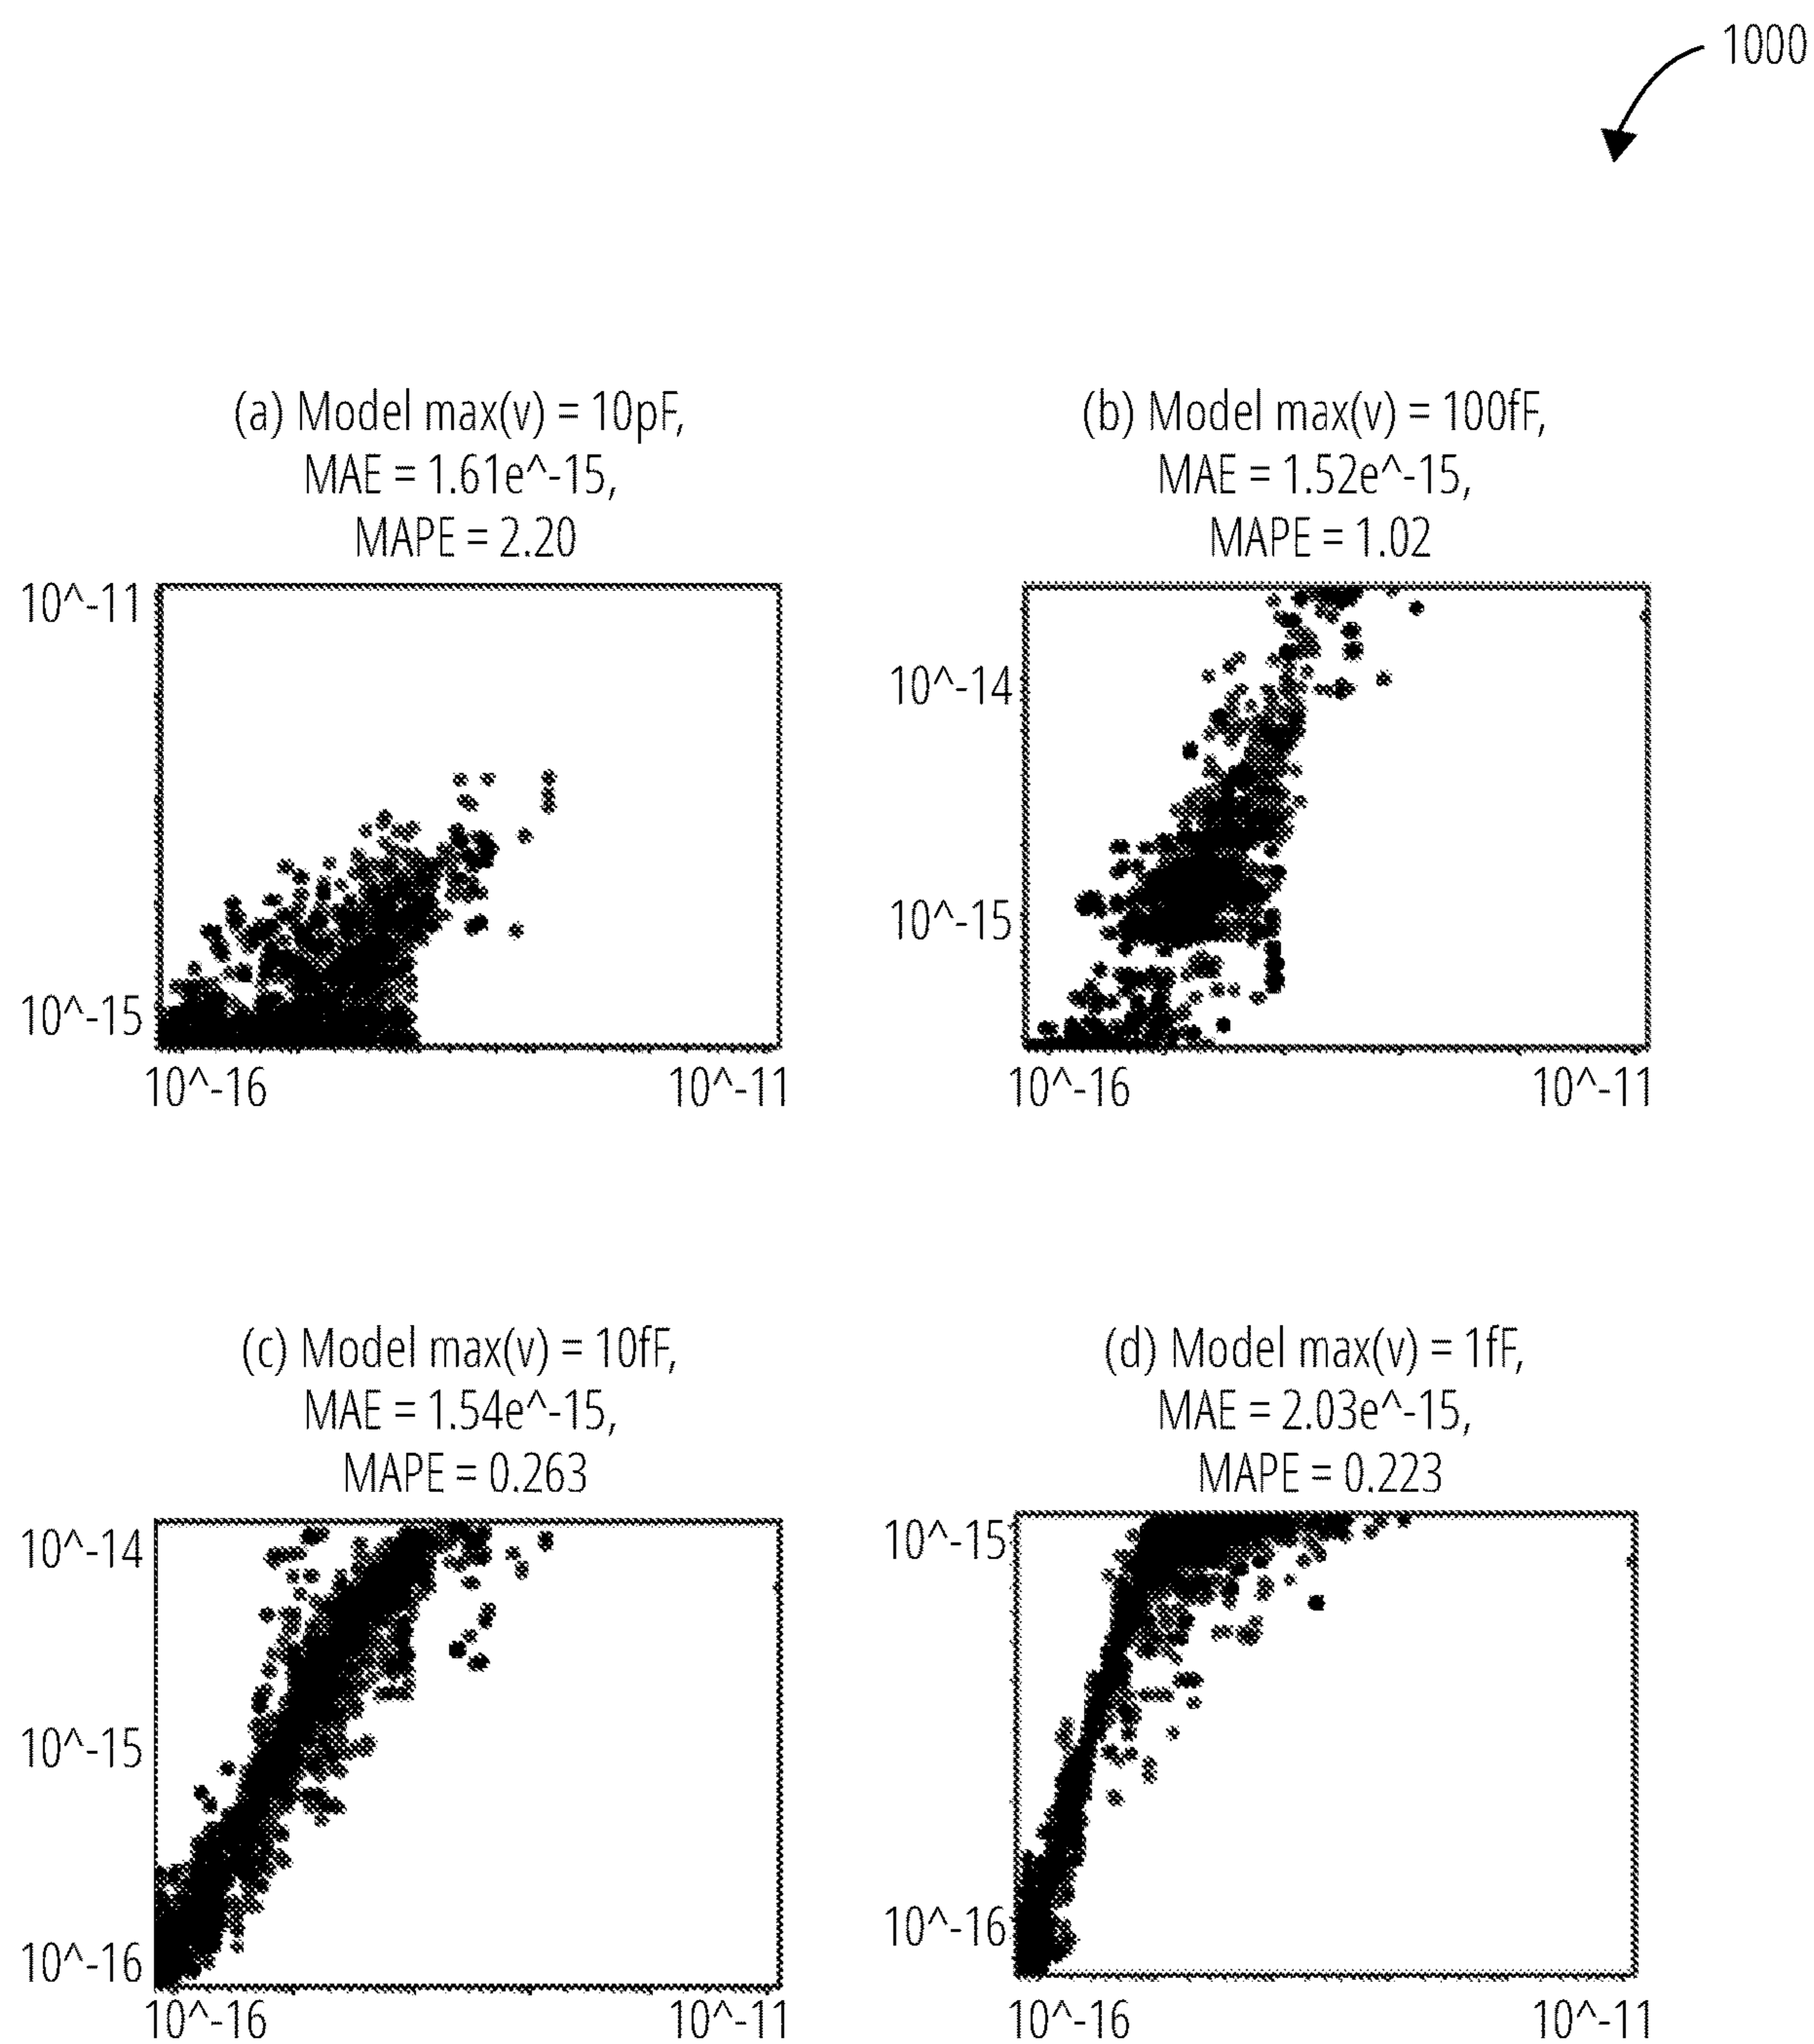 1000
(a) Model max(v) = 10pF,
MAE = 1.61e^-15,
MAPE = 2.20
10^-11
10^-15
10^-16
10^-11
(b) Model max(v) = 100fF,
MAE = 1.52e^-15,
MAPE = 1.02
10^-14
10^-15
10^-16
10^-11
(c) Model max(v) = 10fF,
MAE = 1.54e^-15,
MAPE = 0.263
10^-14
10^-15
10^-16
10^-16
10^-11
(d) Model max(v) = 1fF,
MAE = 2.03e^-15,
MAPE = 0.223
10^-15
10^-16
10^-16
10^-11